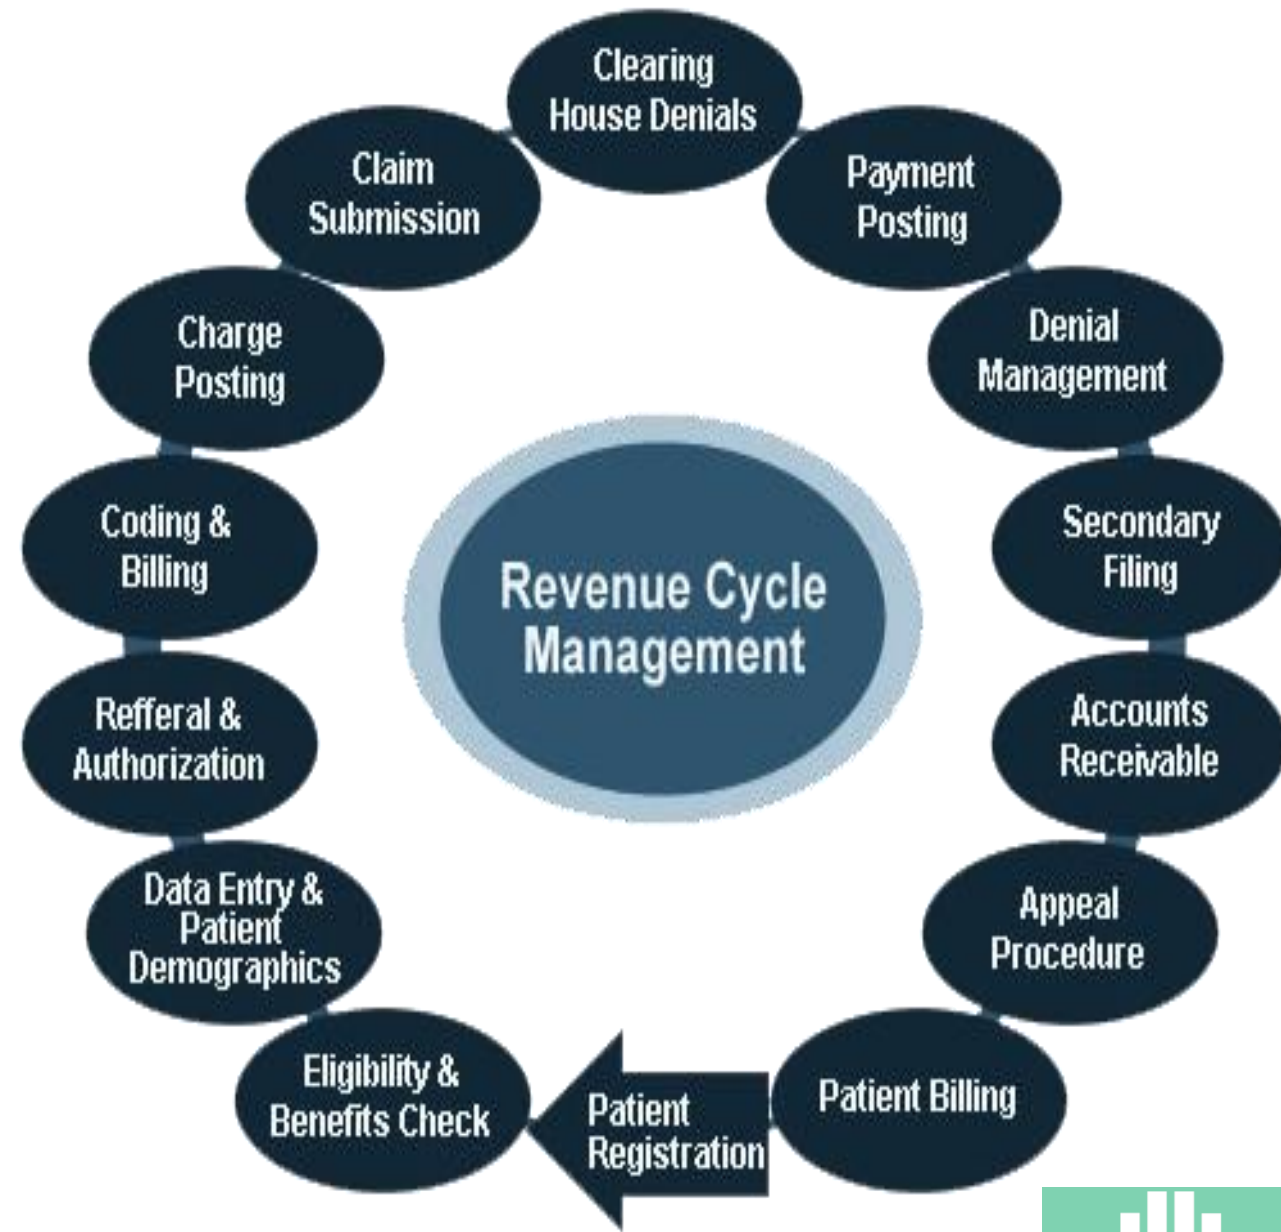 Clearing
House Denials
Claim
Submission
Payment
Posting
Charge
Posting
Denial
Management
Coding &
Billing
Secondary
Filing
Revenue Cycle
Management
Refferal &
Authorization
Accounts
Receivable
Data Entry &
Patient
Demographics
Appeal
Procedure
Eligibility &
Benefits Check
Patient
Registration
Patient Billing